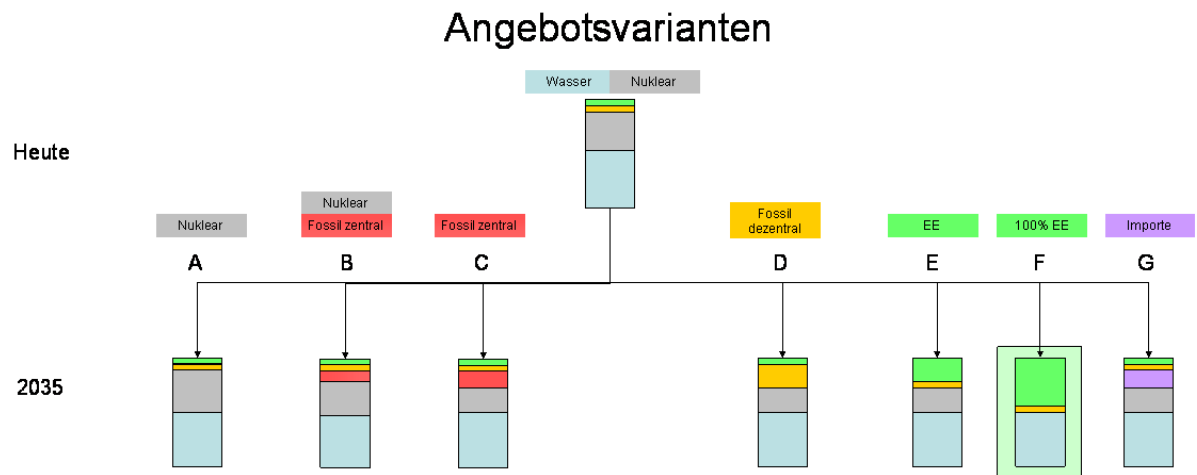 Angebotsvarianten
Wasser Nuklear
Heute
Nuklear
Nuklear
Fossil zentral
Fossil zentral
Fossil
dezentral
EE
100% EE
Importe
A B C D E F G
2035